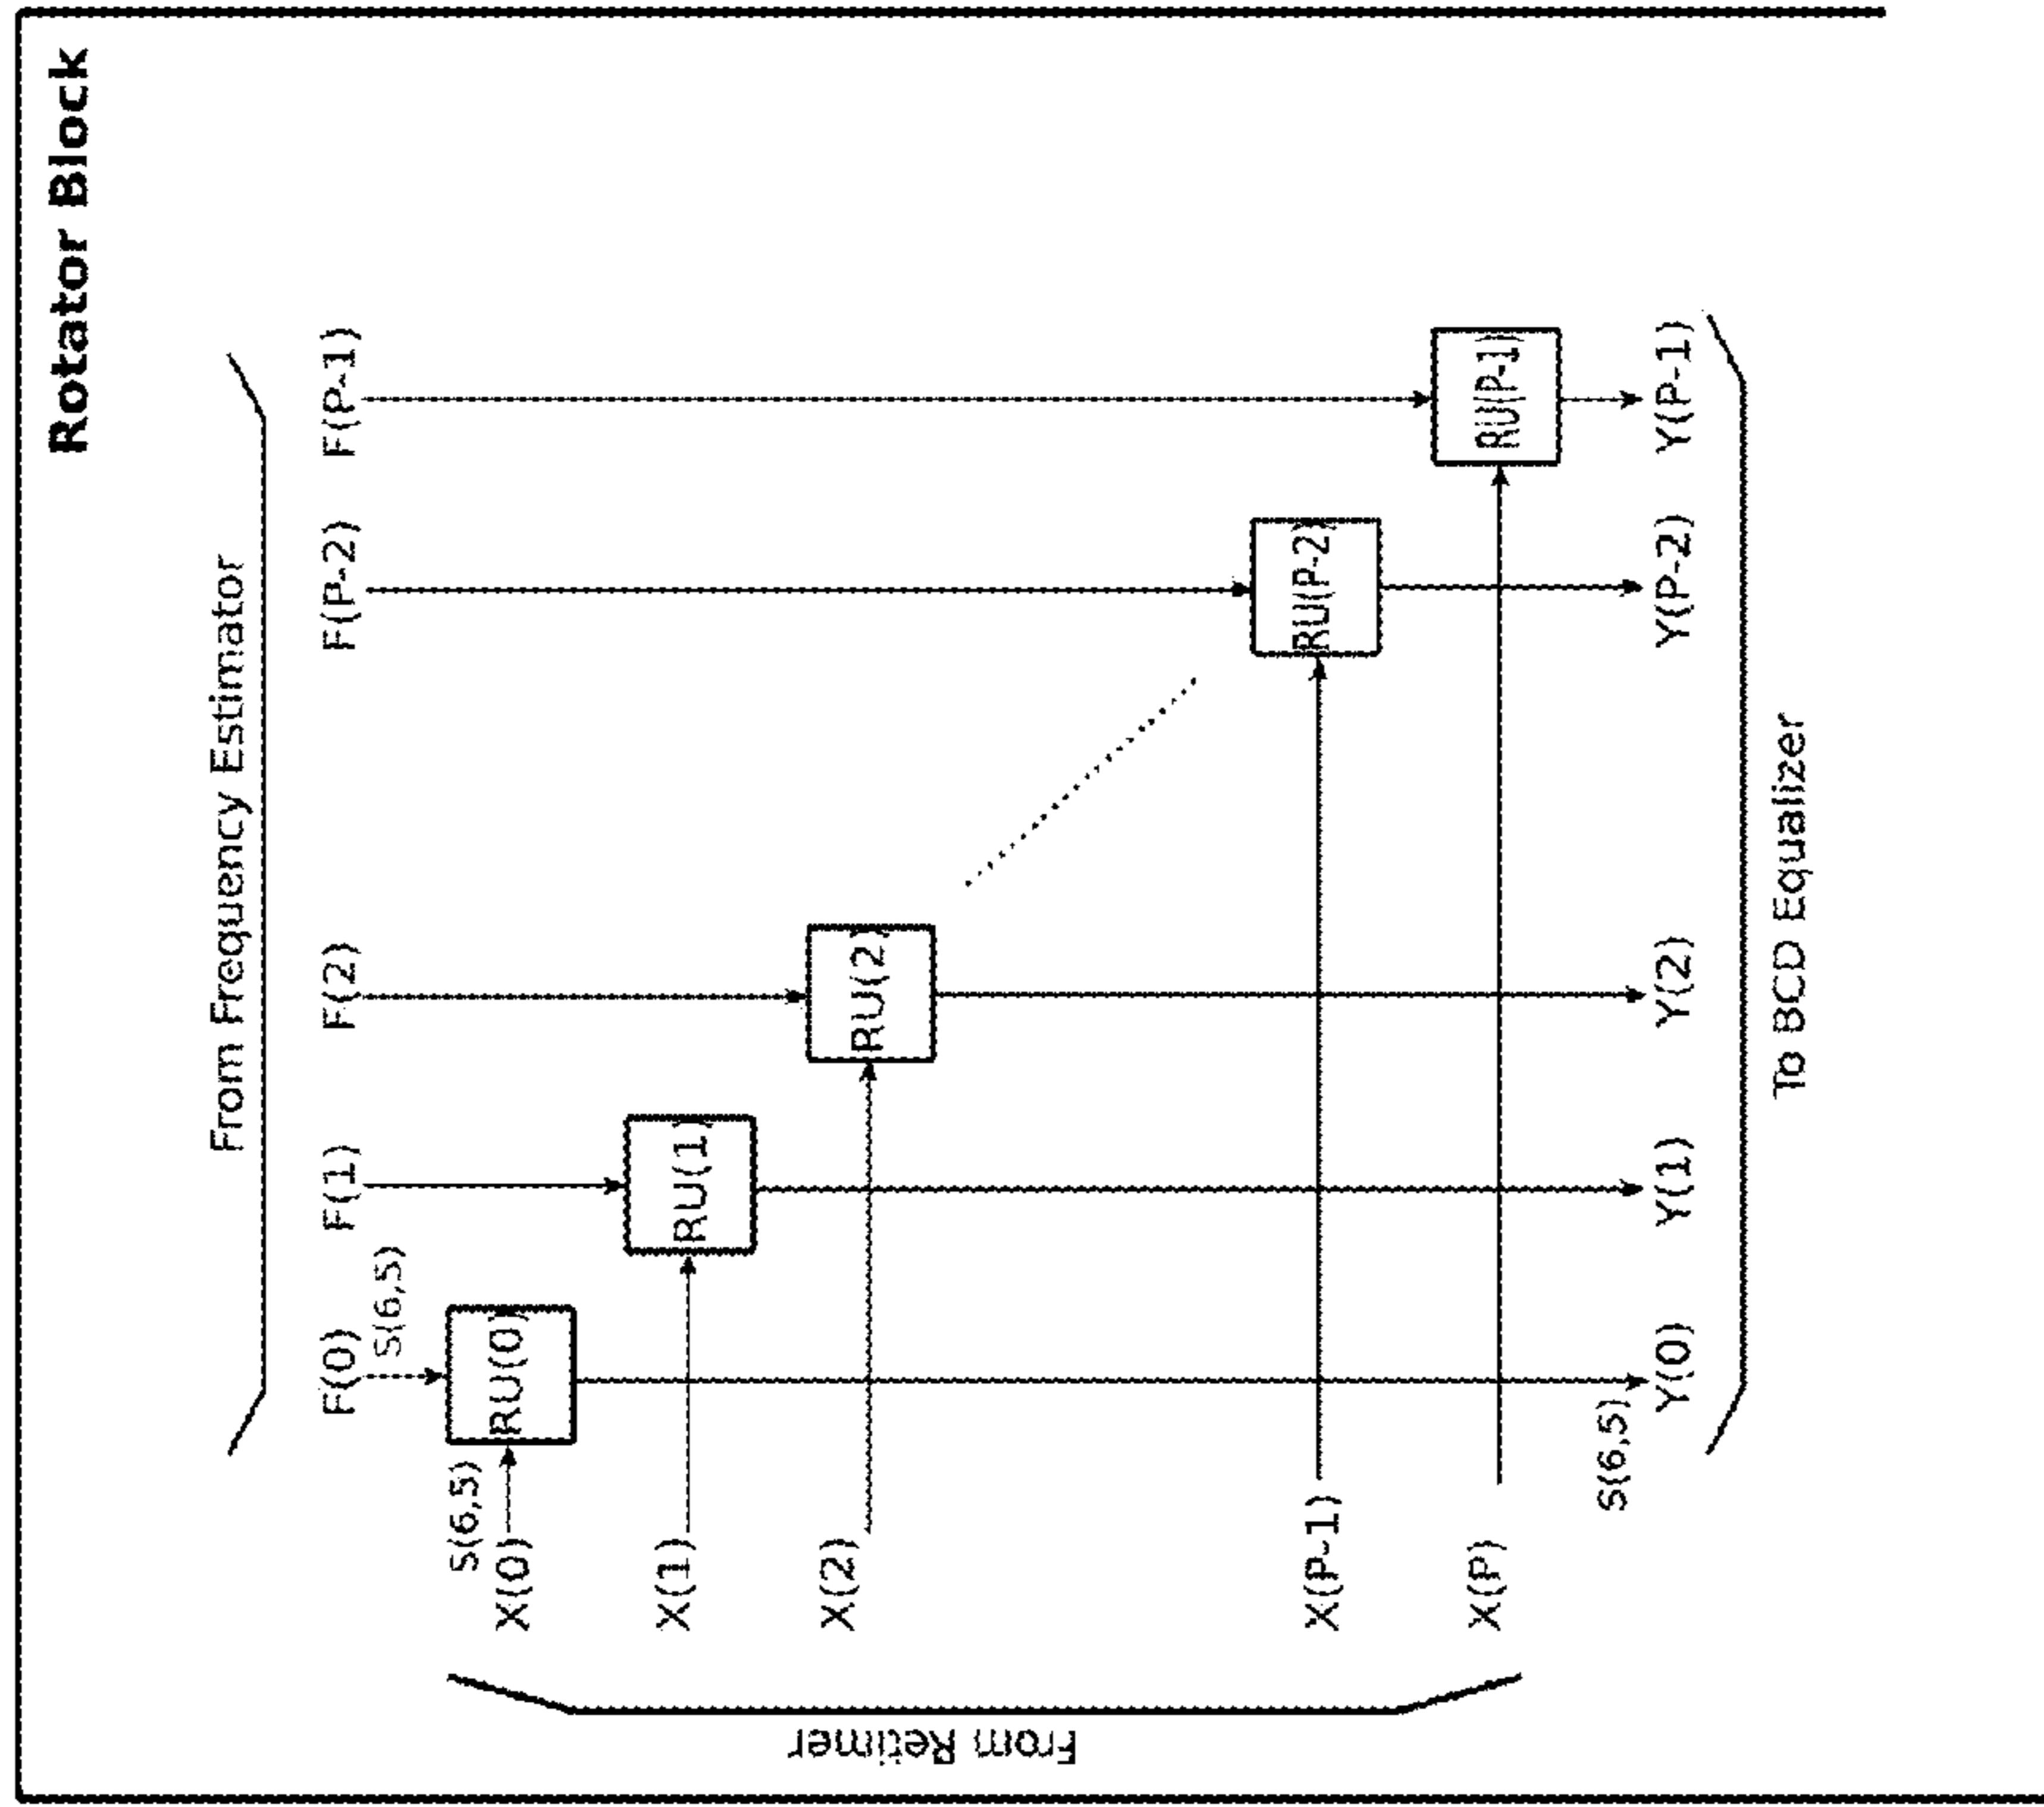 Rotator Block
From Frequency Estimator
F(0) F(1) F(2) F(P-2) F(P-1)
S(6,5)
S(6,5)
X(0) RU(0)
X(1) RU(1)
X(2) RU(2)
X(P-1) RU(P-2)
X(P) RU(P-1)
From Retimer
S(6,5)
Y(0) Y(1) Y(2) Y(P-2) Y(P-1)
To BCD Equalizer